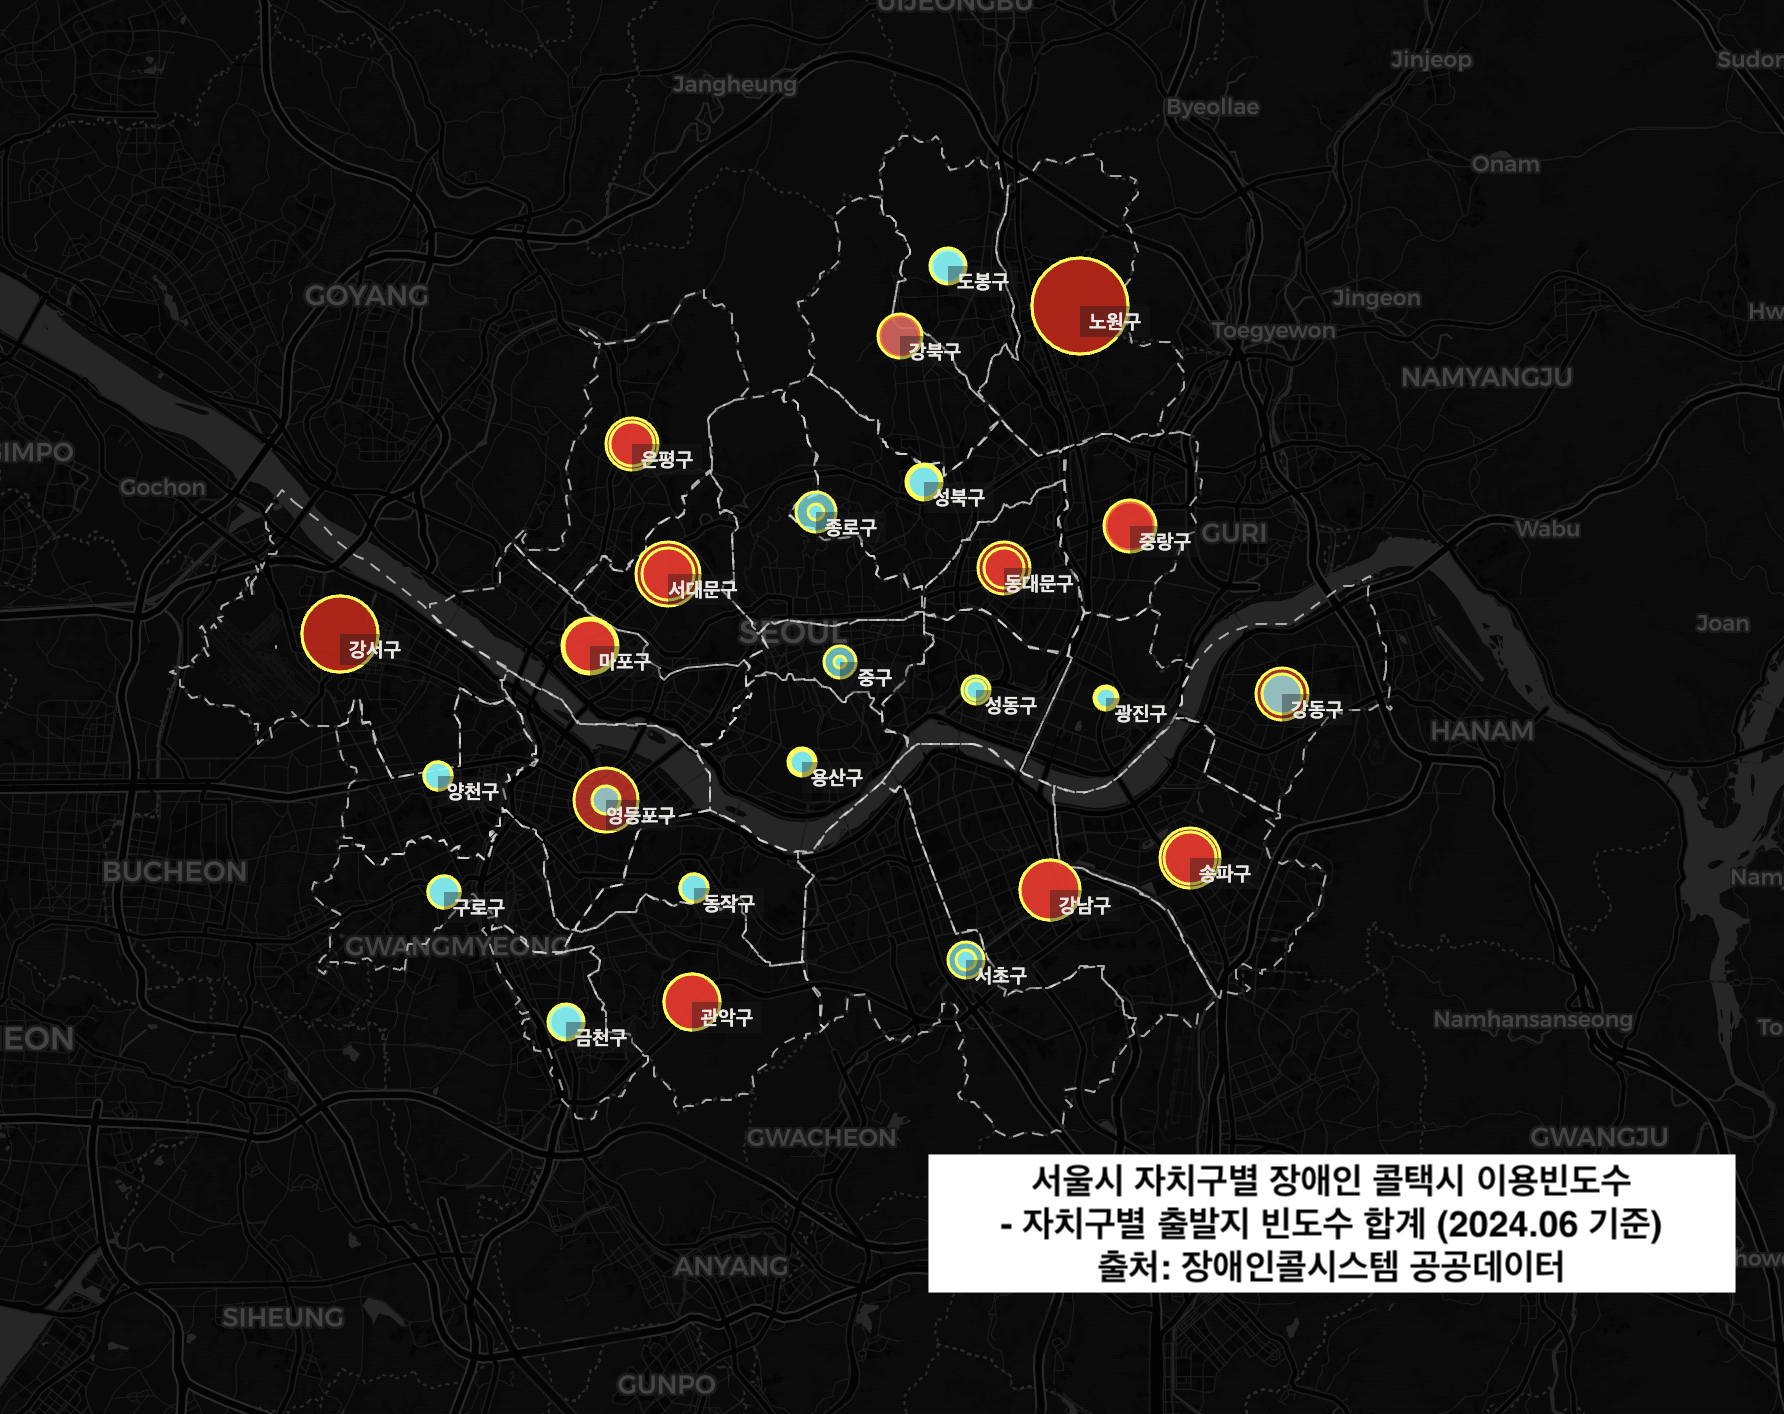 UIJEONGBU
Jinjeop
Jangheung
Byeollae
Onam
도봉구
GOYANG
Jingeon
노원구
Toegyewon
강북구
NAMYANGJU
은평구
Gochon
성북구
종로구
Wabu
GURI
중랑구
동대문구
서대문구
SEOUL
Joan
강서구
마포구
중구
성동구
광진구
강동구
HANAM
용산구
양천구
영등포구
BUCHEON
송파구
동작구
강남구
구로구
GWANGMYEONG
서초구
관악구
Namhansanseong
금천구
GWACHEON
GWANGJU
서울시 자치구별 장애인 콜택시 이용빈도수
- 자치구별 출발지 빈도수 합계 (2024.06 기준)
출처: 장애인콜시스템 공공데이터
ANYANG
SIHEUNG
GUNPO